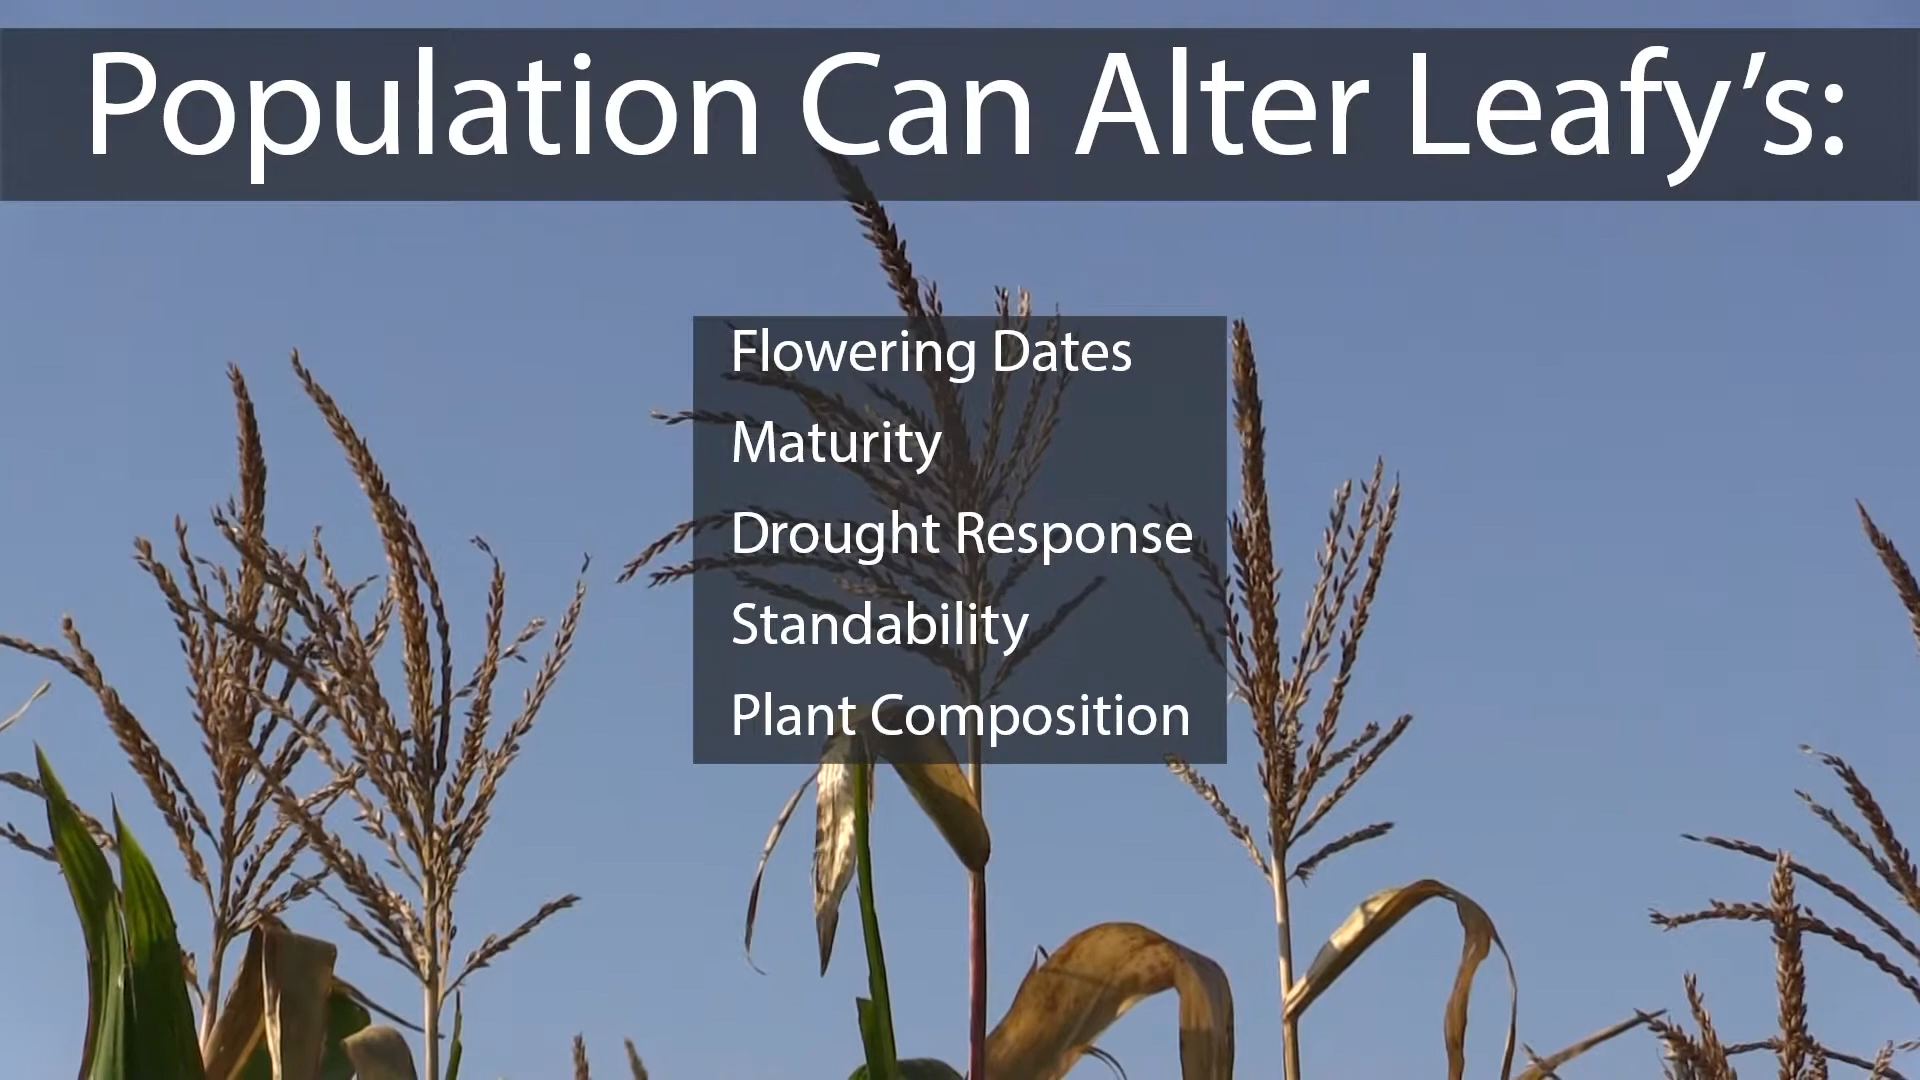 Population Can Alter Leafy’s:
Flowering Dates
Maturity
Drought Response
Standability
Plant Composition